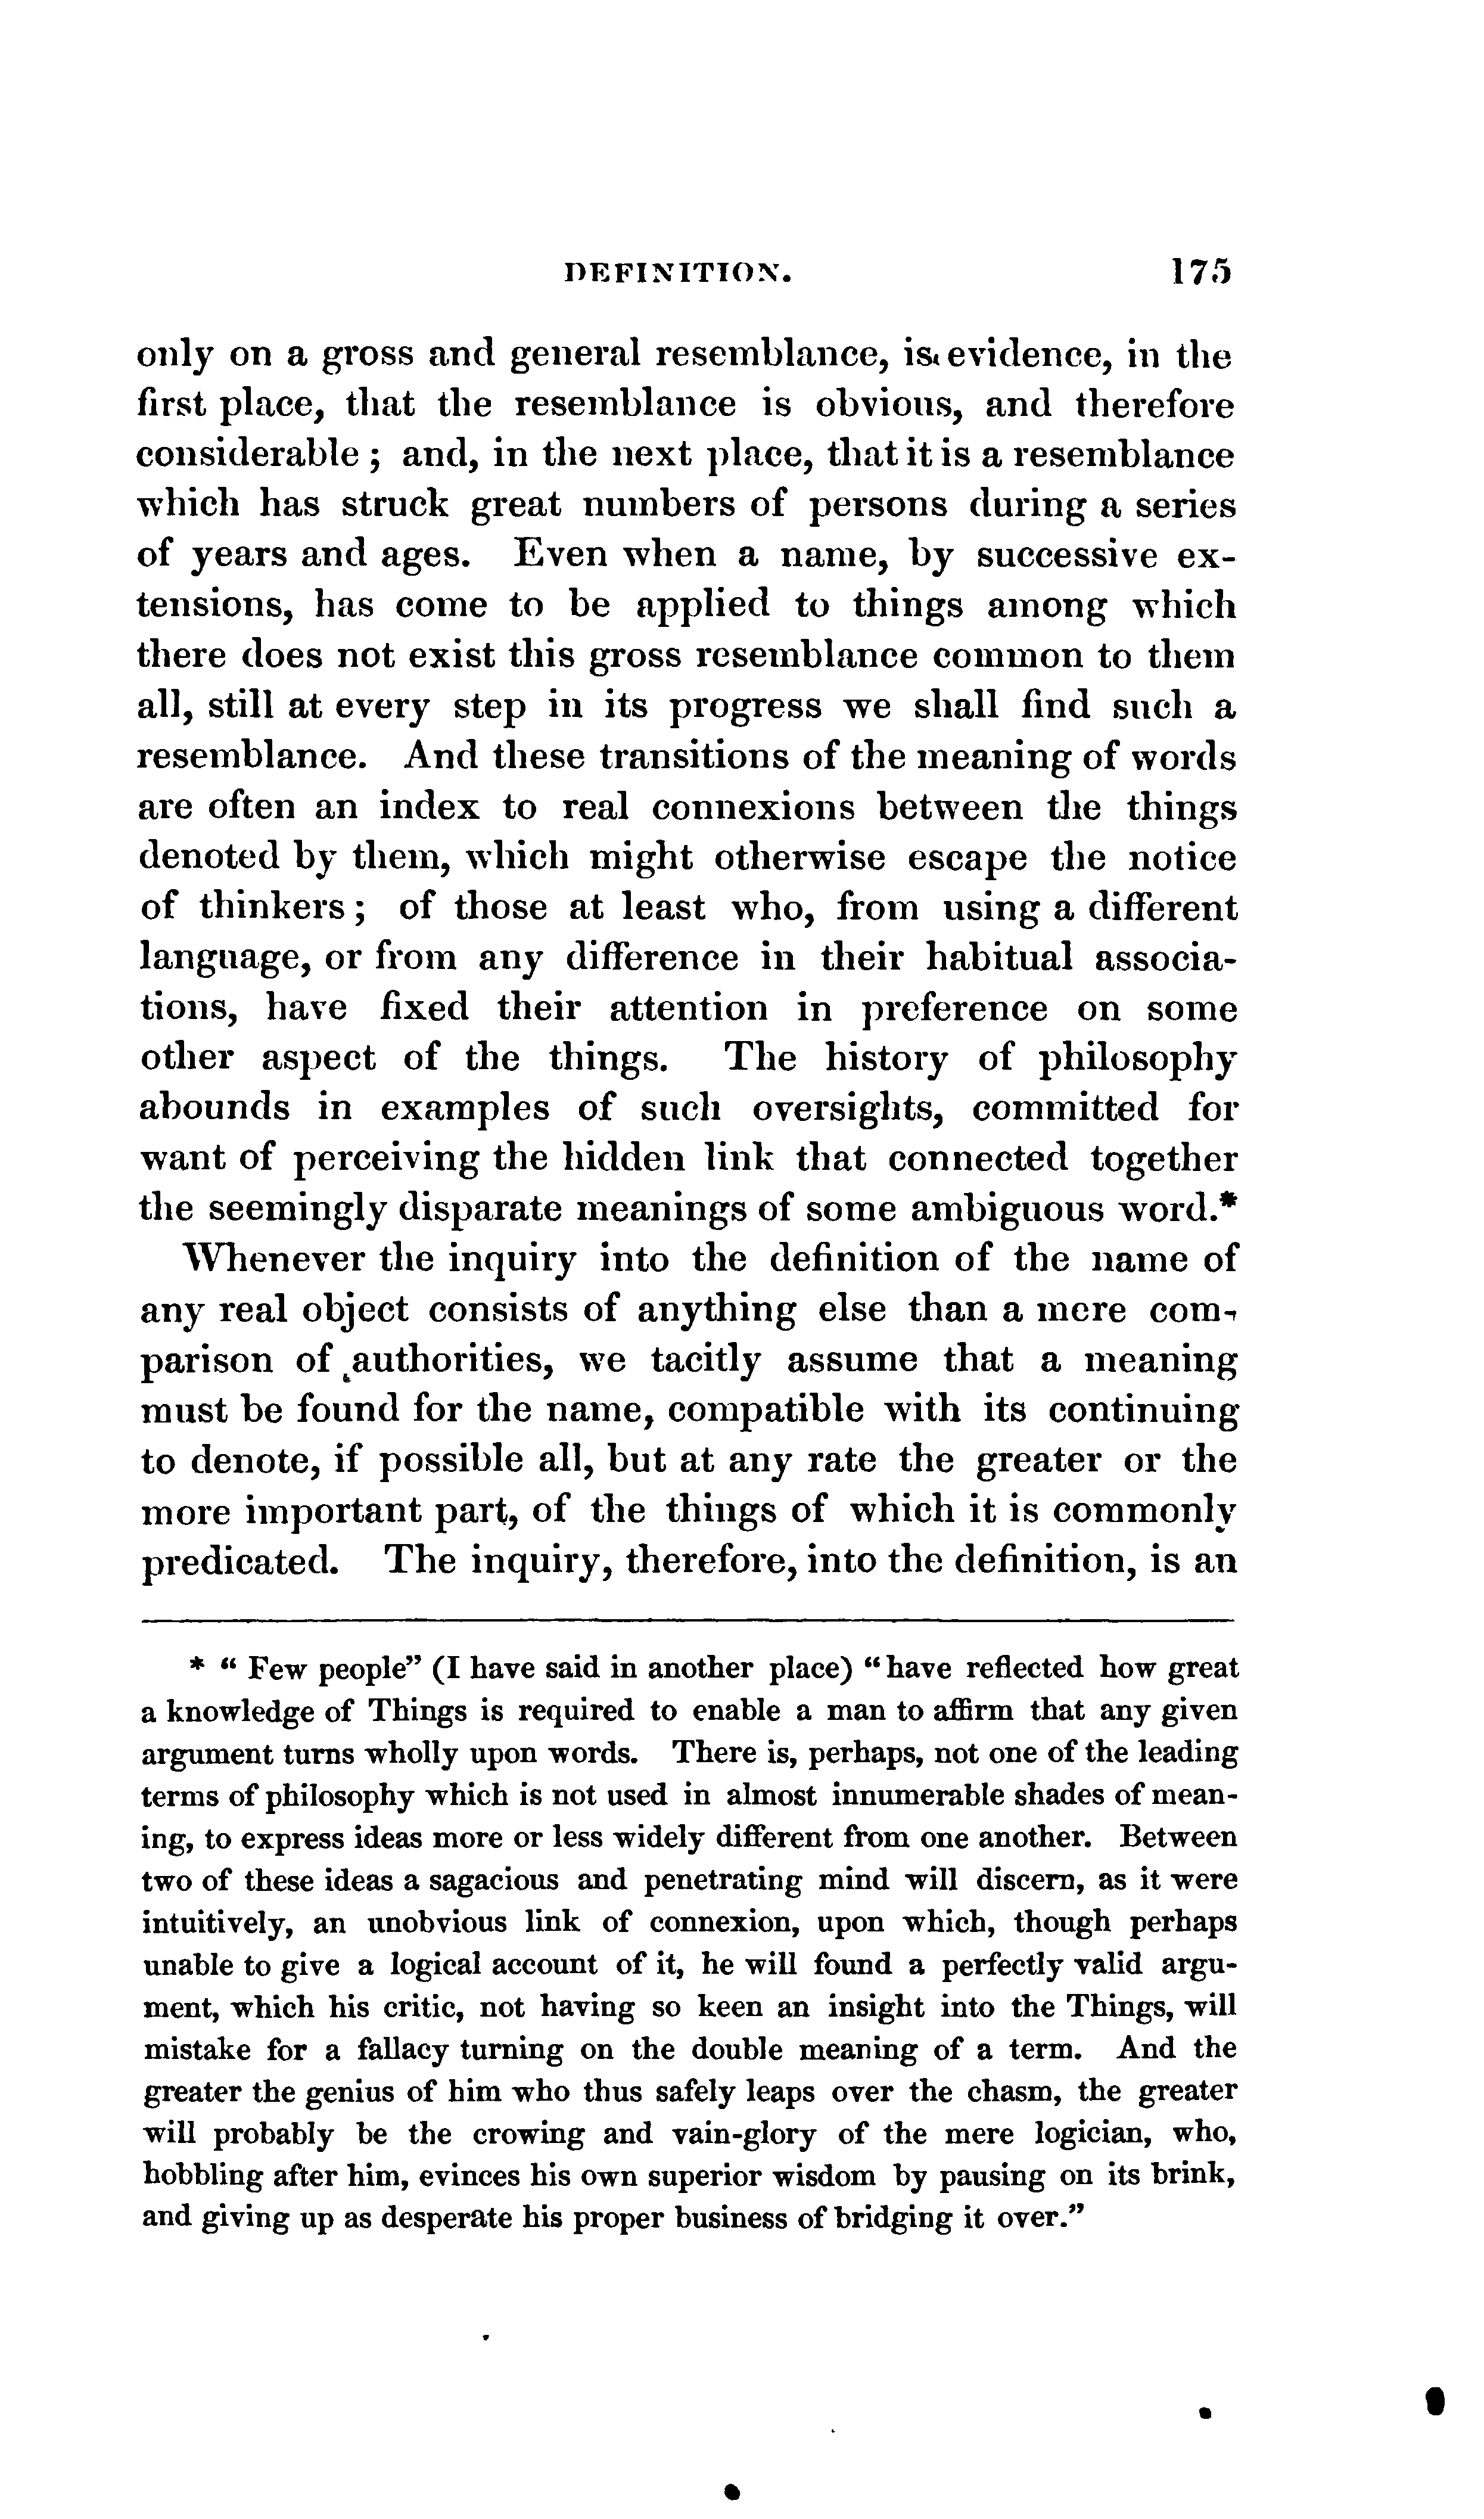 DEFINITION. 175
only on a gross and general resemblance, is evidence, in the
first place, that the resemblance is obvious, and therefore
considerable ; and, in the next place, that it is a resemblance
which has struck great numbers of persons during a series
of years and ages. Even when a name, by successive ex-
tensions, has come to be applied to things among which
there does not exist this gross resemblance common to them
all, still at every step in its progress we shall find such a
resemblance. And these transitions of the meaning of words
are often an index to real connexions between the things
denoted by them, which might otherwise escape the notice
of thinkers ; of those at least who, from using a different
language, or from any difference in their habitual associa-
tions, have fixed their attention in preference on some
other aspect of the things. The history of philosophy
abounds in examples of such oversights, committed for
want of perceiving the hidden link that connected together
the seemingly disparate meanings of some ambiguous word.*
Whenever the inquiry into the definition of the name of
any real object consists of anything else than a mere com-
parison of authorities, we tacitly assume that a meaning
must be found for the name, compatible with its continuing
to denote, if possible all, but at any rate the greater or the
more important part, of the things of which it is commonly
predicated. The inquiry, therefore, into the definition, is an
* “ Few people” (I have said in another place) “have reflected how great
a knowledge of Things is required to enable a man to affirm that any given
argument turns wholly upon words. There is, perhaps, not one of the leading
terms of philosophy which is not used in almost innumerable shades of mean-
ing, to express ideas more or less widely different from one another. Between
two of these ideas a sagacious and penetrating mind will discern, as it were
intuitively, an unobvious link of connexion, upon which, though perhaps
unable to give a logical account of it, he will found a perfectly valid argu-
ment, which his critic, not having so keen an insight into the Things, will
mistake for a fallacy turning on the double meaning of a term. And the
greater the genius of him who thus safely leaps over the chasm, the greater
will probably be the crowing and vain-glory of the mere logician, who,
hobbling after him, evinces his own superior wisdom by pausing on its brink,
and giving up as desperate his proper business of bridging it over.”